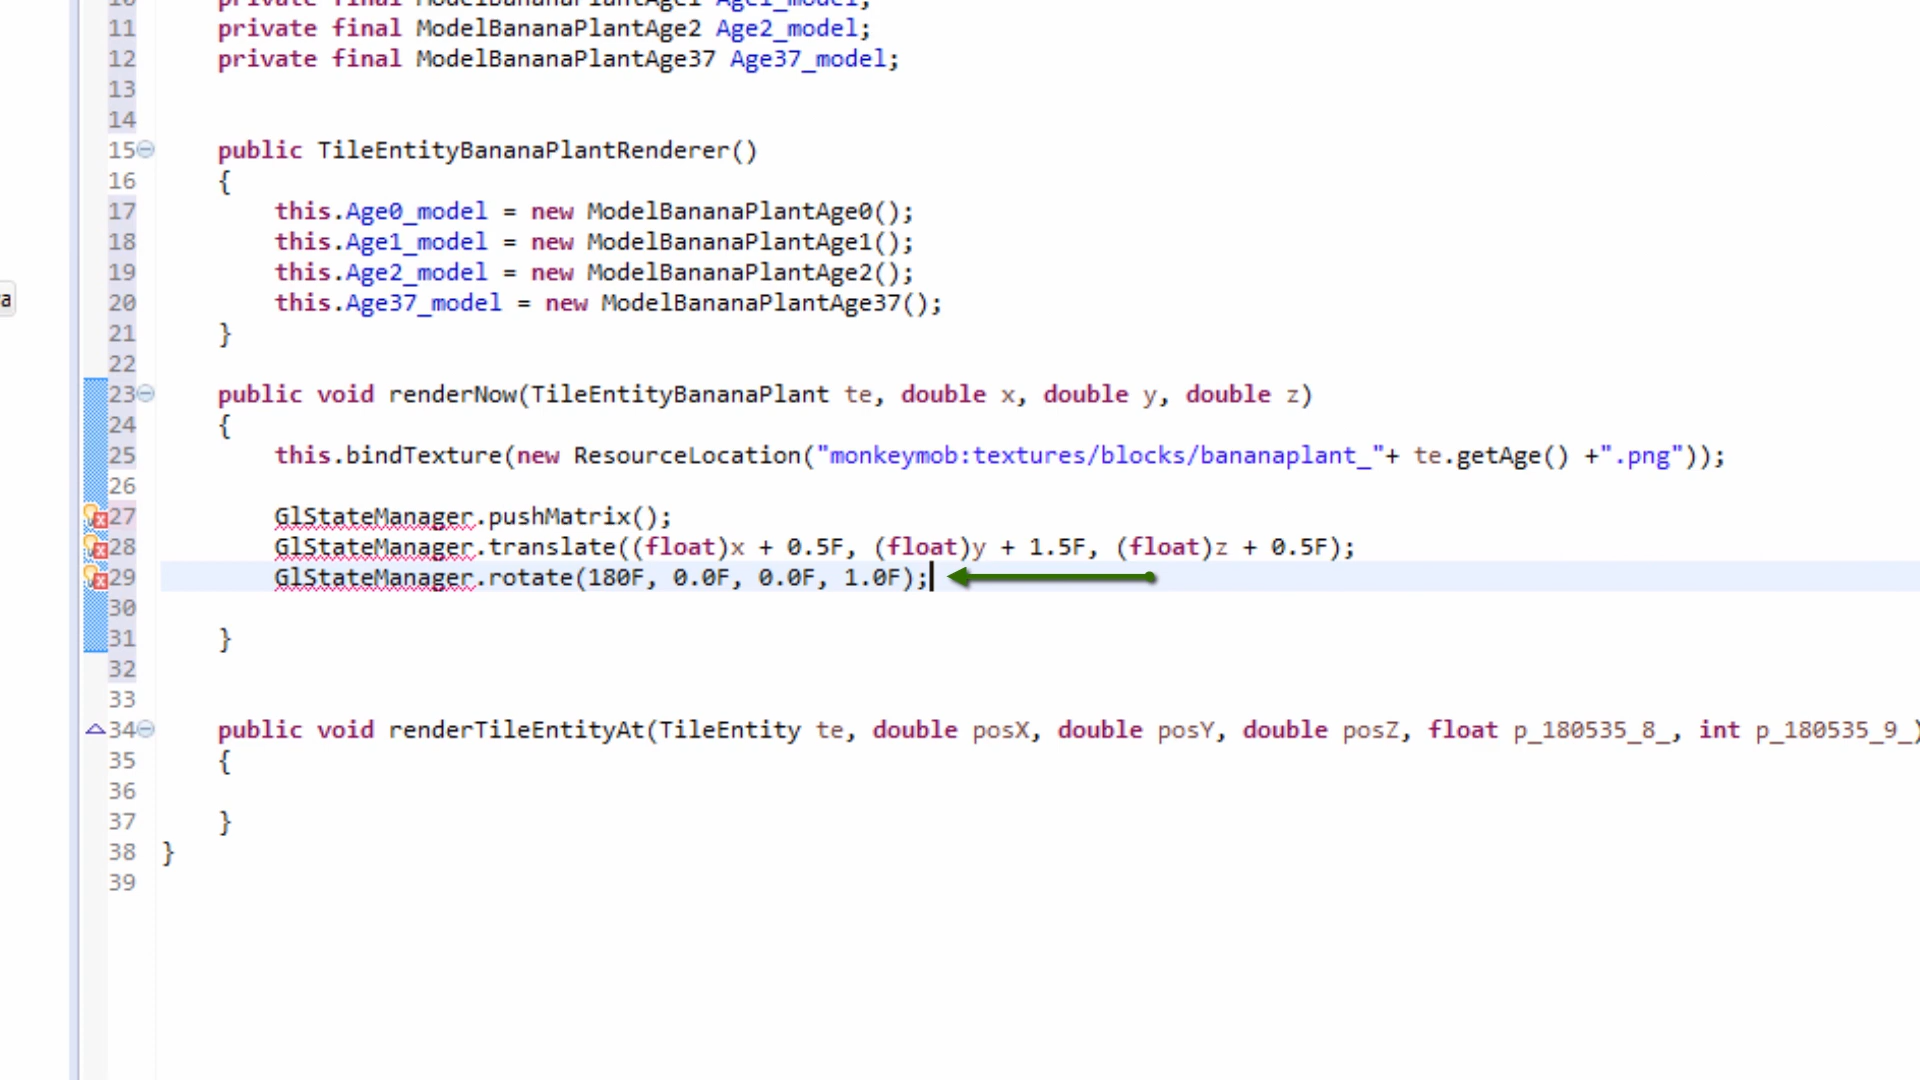 10 private final ModelBananaPlantAge1 Age1_model;
11 private final ModelBananaPlantAge2 Age2_model;
12 private final ModelBananaPlantAge37 Age37_model;
13
14
15 public TileEntityBananaPlantRenderer()
16 {
a
17 this.Age0_model = new ModelBananaPlantAge0();
18 this.Age1_model = new ModelBananaPlantAge1();
19 this.Age2_model = new ModelBananaPlantAge2();
20 this.Age37_model = new ModelBananaPlantAge37();
21 }
22
23 public void renderNow(TileEntityBananaPlant te, double x, double y, double z)
24 {
25 this.bindTexture(new ResourceLocation("monkeymob:textures/blocks/bananaplant_"+ te.getAge() +".png"));
26
27 GlStateManager.pushMatrix();
28 GlStateManager.translate((float)x + 0.5F, (float)y + 1.5F, (float)z + 0.5F);
29 GlStateManager.rotate(180F, 0.0F, 0.0F, 1.0F);
30
31 }
32
33
34 public void renderTileEntityAt(TileEntity te, double posX, double posY, double posZ, float p_180535_8_, int p_180535_9_)
35 {
36
37 }
38 }
39